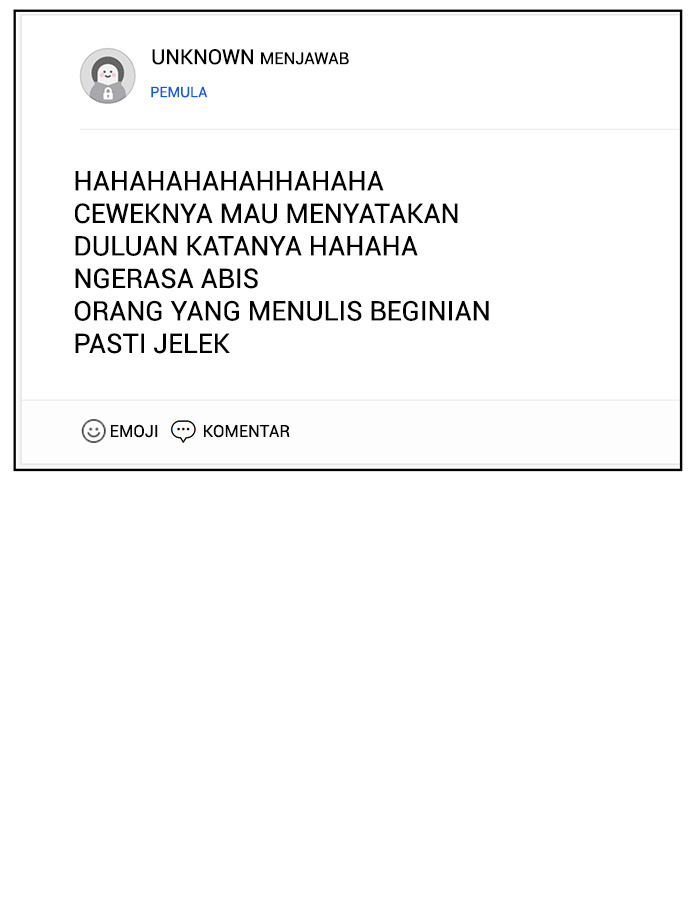 UNKNOWN MENJAWAB
PEMULA
HAHAHAHAHAHHAHAHA
CEWEKNYA MAU MENYATAKAN
DULUAN KATANYA HAHAHA
NGERASA ABIS
ORANG YANG MENULIS BEGINIAN
PASTI JELEK
EMOJI KOMENTAR